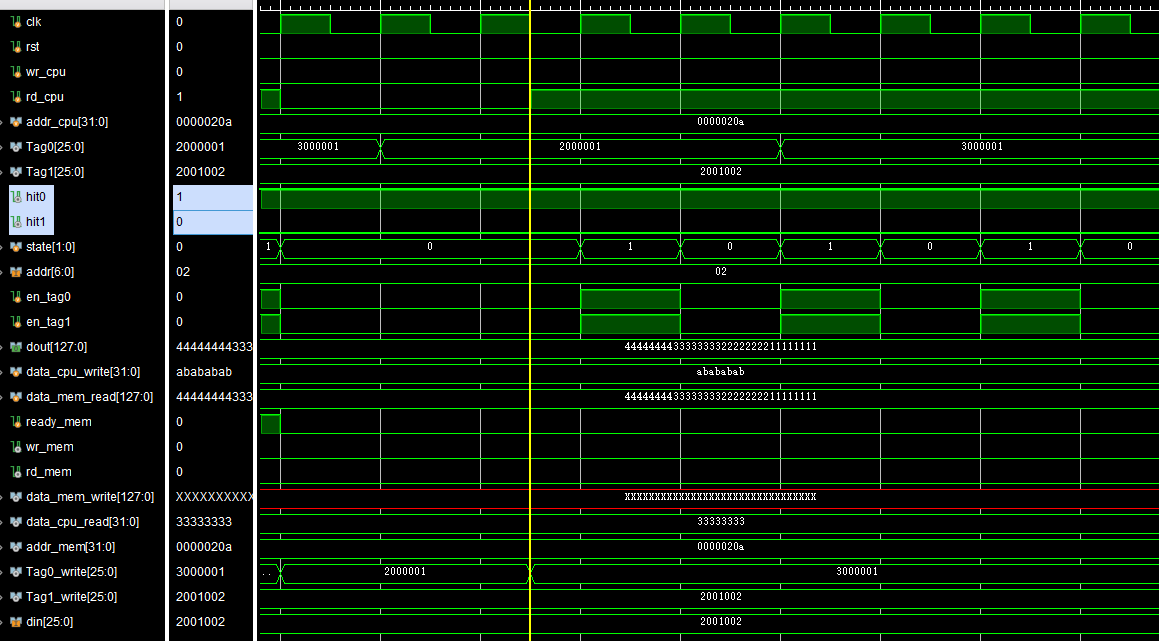 clk 0
rst 0
wr_cpu 0
rd_cpu 1
addr_cpu[31:0] 0000020a 0000020a
Tag0[25:0] 2000001 3000001 2000001 3000001
Tag1[25:0] 2001002 2001002
hit0 1
hit1 0
state[1:0] 0 1 0 1 0 1 0 1 0
addr[6:0] 02 02
en_tag0 0
en_tag1 0
dout[127:0] 44444444333 44444444333333332222222211111111
data_cpu_write[31:0] abababab abababab
data_mem_read[127:0] 44444444333 44444444333333332222222211111111
ready_mem 0
wr_mem 0
rd_mem 0
data_mem_write[127:0] XXXXXXXXXX XXXXXXXXXXXXXXXXXXXXXXXXXXXXXXXX
data_cpu_read[31:0] 33333333 33333333
addr_mem[31:0] 0000020a 0000020a
Tag0_write[25:0] 3000001 .. 2000001 3000001
Tag1_write[25:0] 2001002 2001002
din[25:0] 2001002 2001002